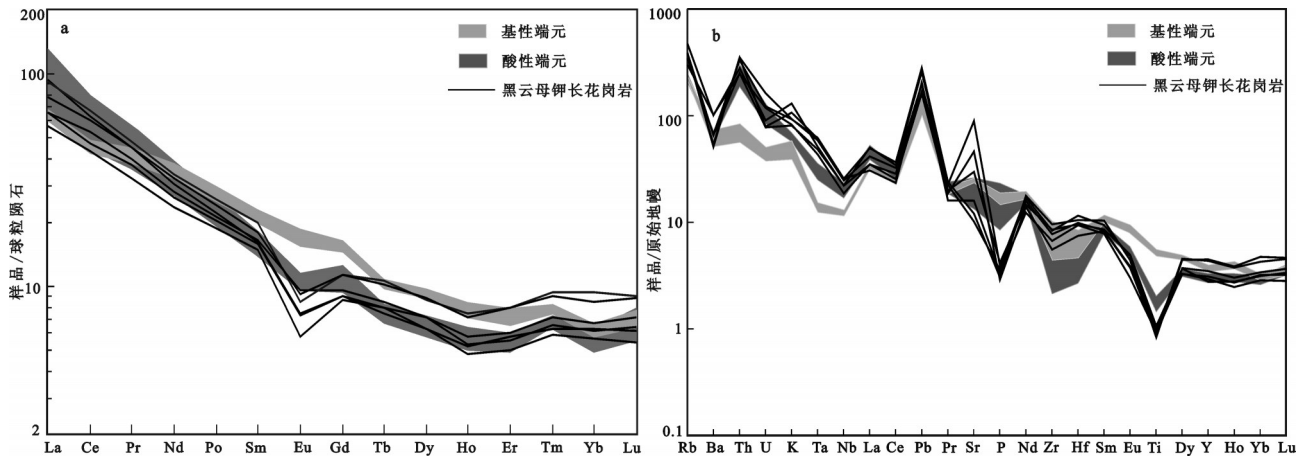 a
200
100
10
2
样品/球粒陨石
基性端元
酸性端元
黑云母钾长花岗岩
La Ce Pr Nd Po Sm Eu Gd Tb Dy Ho Er Tm Yb Lu
b
1000
100
10
1
0.1
样品/原始地幔
基性端元
酸性端元
黑云母钾长花岗岩
Rb Ba Th U K Ta Nb La Ce Pb Pr Sr P Nd Zr Hf Sm Eu Ti Dy Y Ho Yb Lu